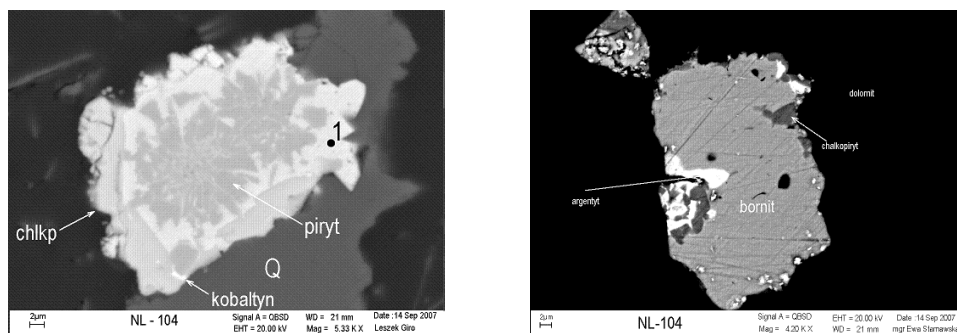 1
chlkp
piryt
Q
kobaltyn
2µm
NL - 104
Signal A = QBSD
WD = 21 mm
Date :14 Sep 2007
EHT = 20.00 kV
Mag = 5.33 K X
Leszek Giro
dolomit
chalkopiryt
argentyt
bornit
2µm
NL-104
Signal A = QBSD
WD = 21 mm
Date :14 Sep 2007
EHT = 20.00 kV
Mag = 4.20 K X
mgr Ewa Starnawska